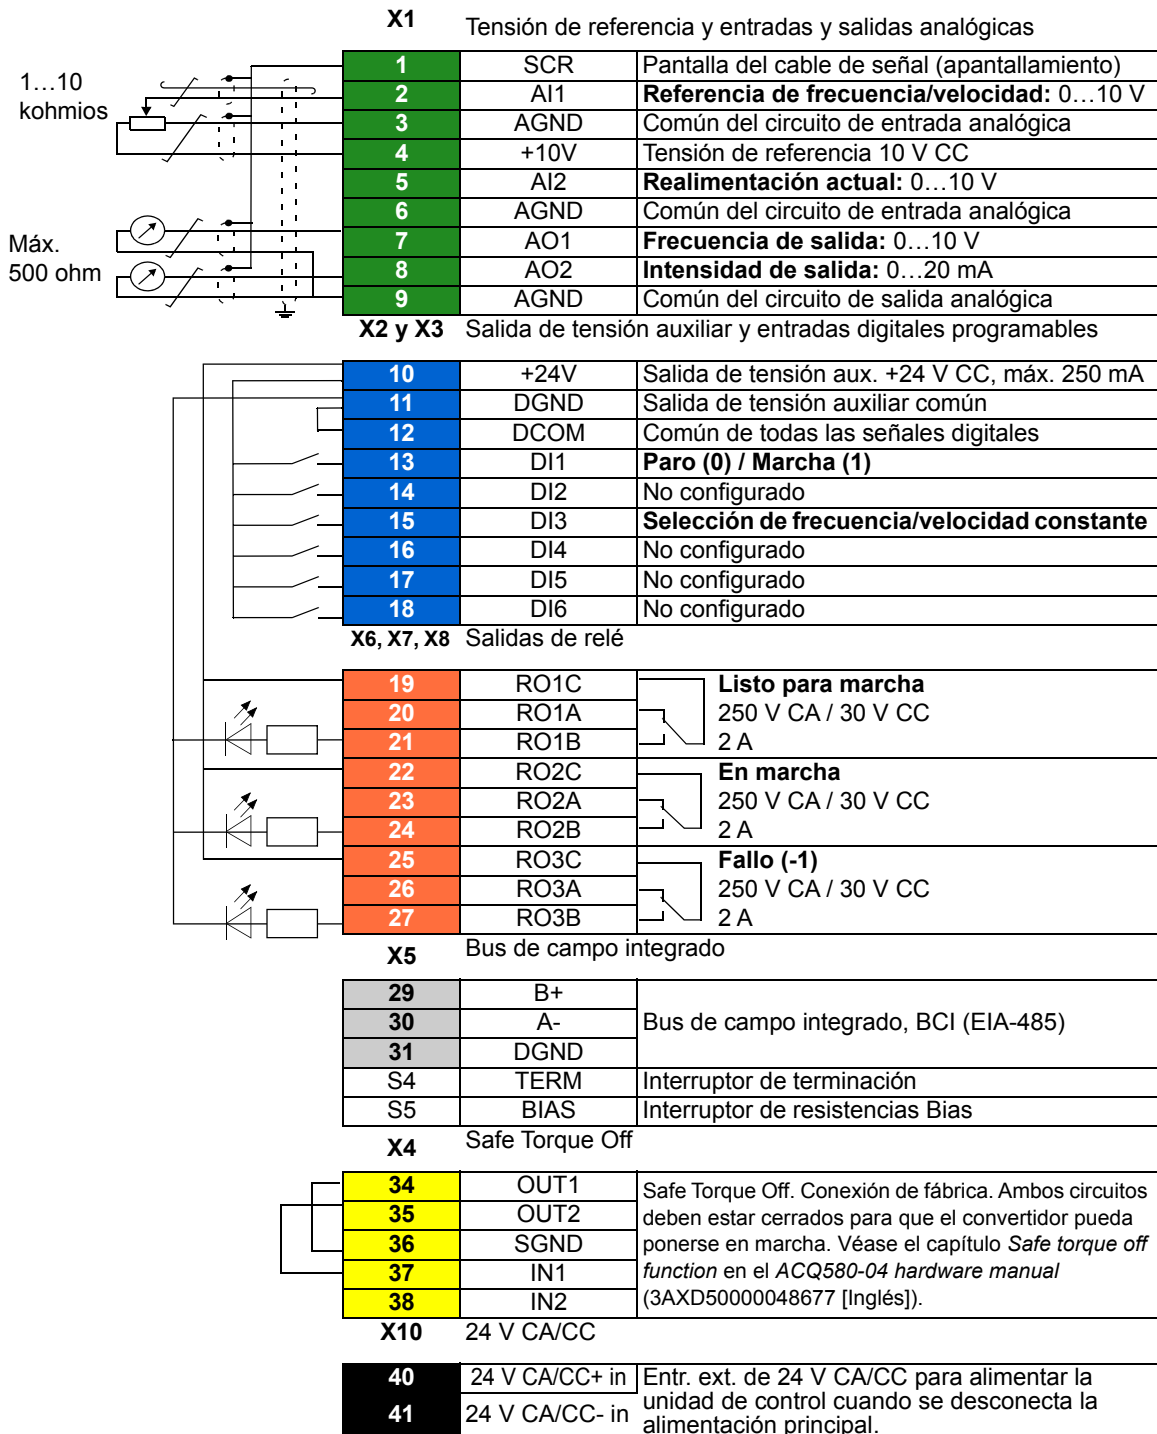 X1 Tensión de referencia y entradas y salidas analógicas
1…10
kohmios
1 SCR Pantalla del cable de señal (apantallamiento)
2 AI1 Referencia de frecuencia/velocidad: 0…10 V
3 AGND Común del circuito de entrada analógica
4 +10V Tensión de referencia 10 V CC
5 AI2 Realimentación actual: 0…10 V
6 AGND Común del circuito de entrada analógica
Máx.
500 ohm
7 AO1 Frecuencia de salida: 0…10 V
8 AO2 Intensidad de salida: 0…20 mA
9 AGND Común del circuito de salida analógica
X2 y X3 Salida de tensión auxiliar y entradas digitales programables
10 +24V Salida de tensión aux. +24 V CC, máx. 250 mA
11 DGND Salida de tensión auxiliar común
12 DCOM Común de todas las señales digitales
13 DI1 Paro (0) / Marcha (1)
14 DI2 No configurado
15 DI3 Selección de frecuencia/velocidad constante
16 DI4 No configurado
17 DI5 No configurado
18 DI6 No configurado
X6, X7, X8 Salidas de relé
19 RO1C Listo para marcha
20 RO1A 250 V CA / 30 V CC
21 RO1B 2 A
22 RO2C En marcha
23 RO2A 250 V CA / 30 V CC
24 RO2B 2 A
25 RO3C Fallo (-1)
26 RO3A 250 V CA / 30 V CC
27 RO3B 2 A
X5 Bus de campo integrado
29 B+
30 A- Bus de campo integrado, BCI (EIA-485)
31 DGND
S4 TERM Interruptor de terminación
S5 BIAS Interruptor de resistencias Bias
X4 Safe Torque Off
34 OUT1 Safe Torque Off. Conexión de fábrica. Ambos circuitos
35 OUT2 deben estar cerrados para que el convertidor pueda
36 SGND ponerse en marcha. Véase el capítulo Safe torque off
37 IN1 function en el ACQ580-04 hardware manual
38 IN2 (3AXD50000048677 [Inglés]).
X10 24 V CA/CC
40 24 V CA/CC+ in Entr. ext. de 24 V CA/CC para alimentar la
41 24 V CA/CC- in unidad de control cuando se desconecta la
alimentación principal.